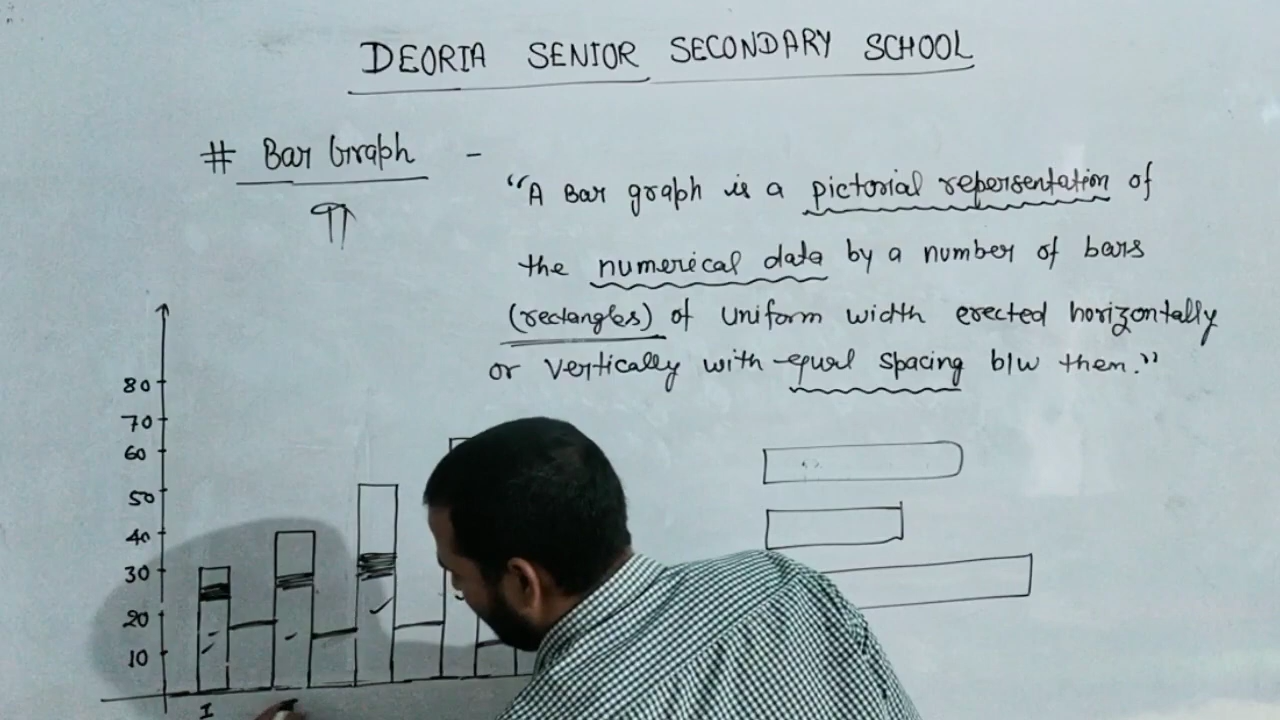 DEORIA SENIOR SECONDARY SCHOOL
# Bar Graph -
"A Bar graph is a pictorial repersentation of
the numerical data by a number of bars
(rectangles) of uniform width erected horizontally
or vertically with equal spacing b/w them."
80
70
60
50
40
30
20
10
I